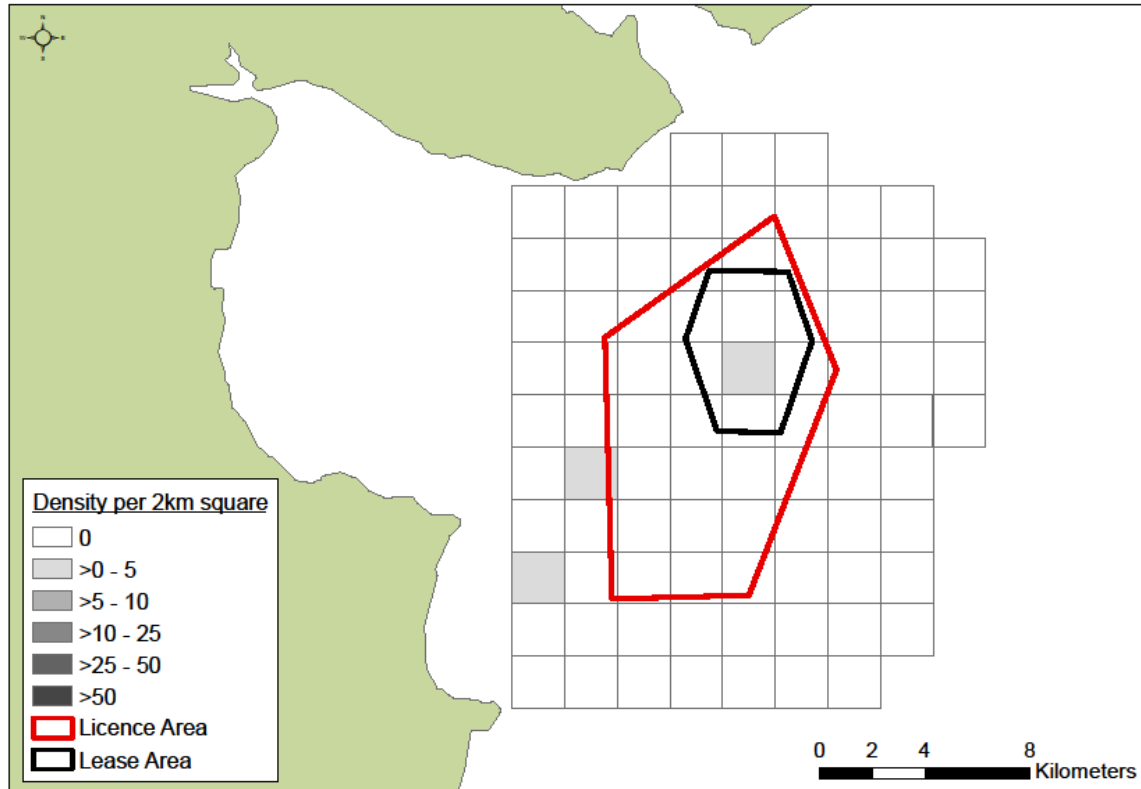 N
W
E
S
Density per 2km square
0
>0 - 5
>5 - 10
>10 - 25
>25 - 50
>50
Licence Area
Lease Area
0 2 4 8
Kilometers